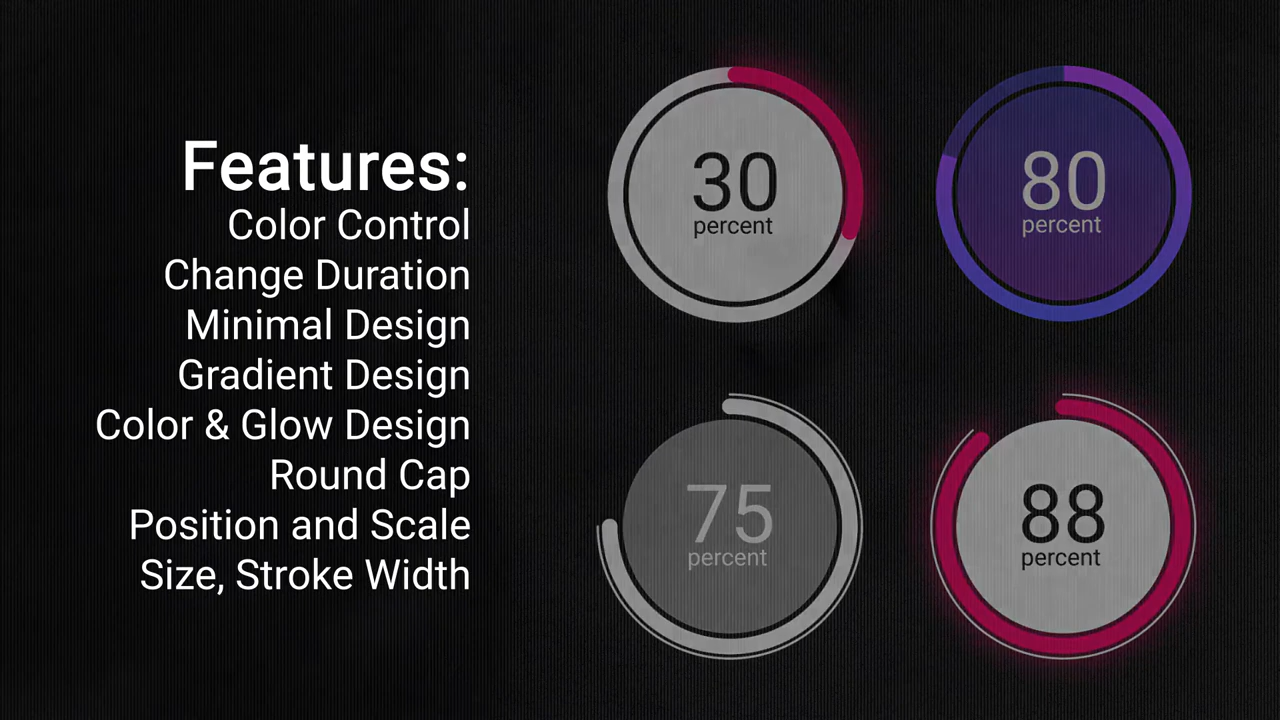 Features:
Color Control
Change Duration
Minimal Design
Gradient Design
Color & Glow Design
Round Cap
Position and Scale
Size, Stroke Width
30
percent
80
percent
75
percent
88
percent